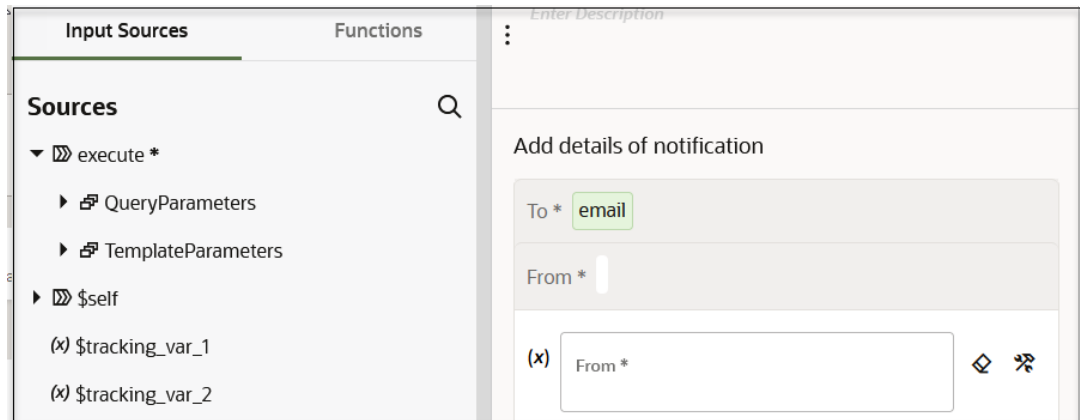 Input Sources
Functions
Sources
execute *
QueryParameters
TemplateParameters
$self
(x) $tracking_var_1
(x) $tracking_var_2
Enter Description
Add details of notification
To * email
From *
(x) From *